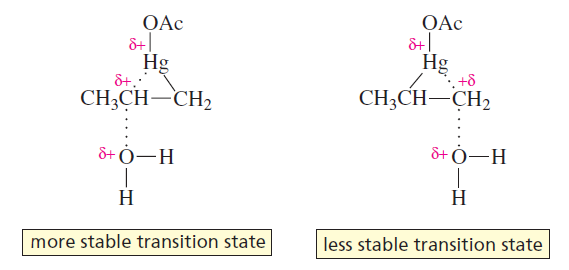 OAc OAc
δ+ δ+
Hg Hg
δ+ +δ
CH₃CH—CH₂ CH₃CH—CH₂
δ+ O—H δ+ O—H
H H
more stable transition state less stable transition state